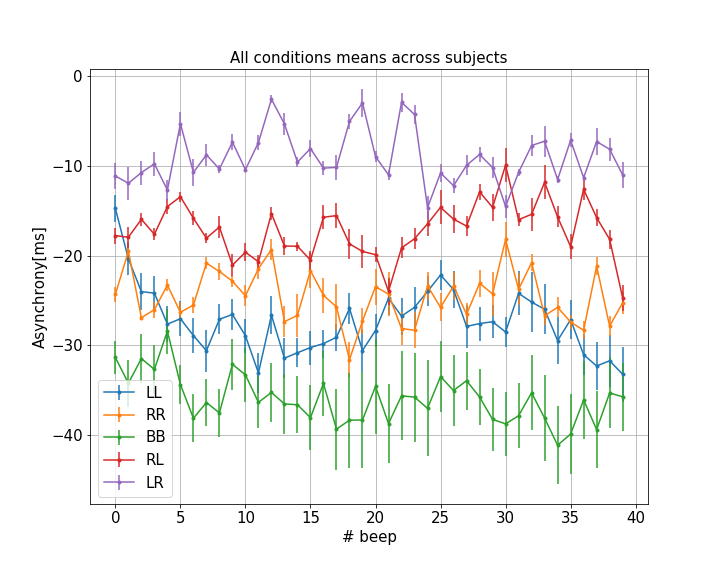 All conditions means across subjects
Asynchrony[ms]
0
−10
−20
−30
−40
LL
RR
BB
RL
LR
0 5 10 15 20 25 30 35 40
# beep